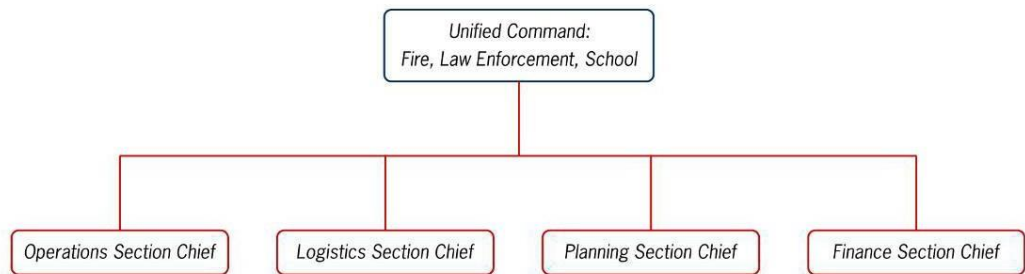 Unified Command:
Fire, Law Enforcement, School
Operations Section Chief
Logistics Section Chief
Planning Section Chief
Finance Section Chief